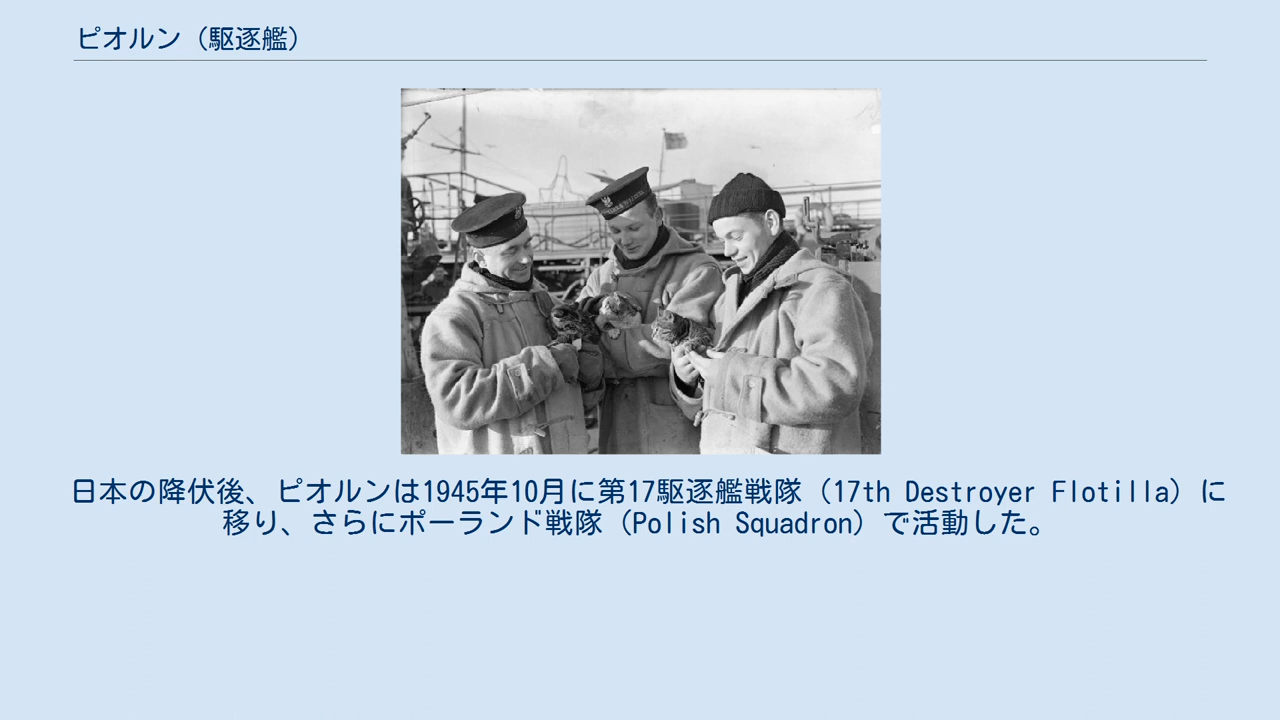 ピオルン（駆逐艦）
日本の降伏後、ピオルンは1945年10月に第17駆逐艦戦隊（17th Destroyer Flotilla）に
移り、さらにポーランド戦隊（Polish Squadron）で活動した。